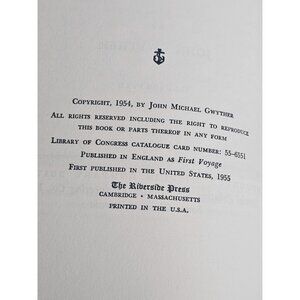 COPYRIGHT, 1954, BY JOHN MICHAEL GWYTHER
ALL RIGHTS RESERVED INCLUDING THE RIGHT TO REPRODUCE
THIS BOOK OR PARTS THEREOF IN ANY FORM
LIBRARY OF CONGRESS CATALOGUE CARD NUMBER: 55-6551
PUBLISHED IN ENGLAND AS First Voyage
FIRST PUBLISHED IN THE UNITED STATES, 1955
The Riverside Press
CAMBRIDGE • MASSACHUSETTS
PRINTED IN THE U.S.A.